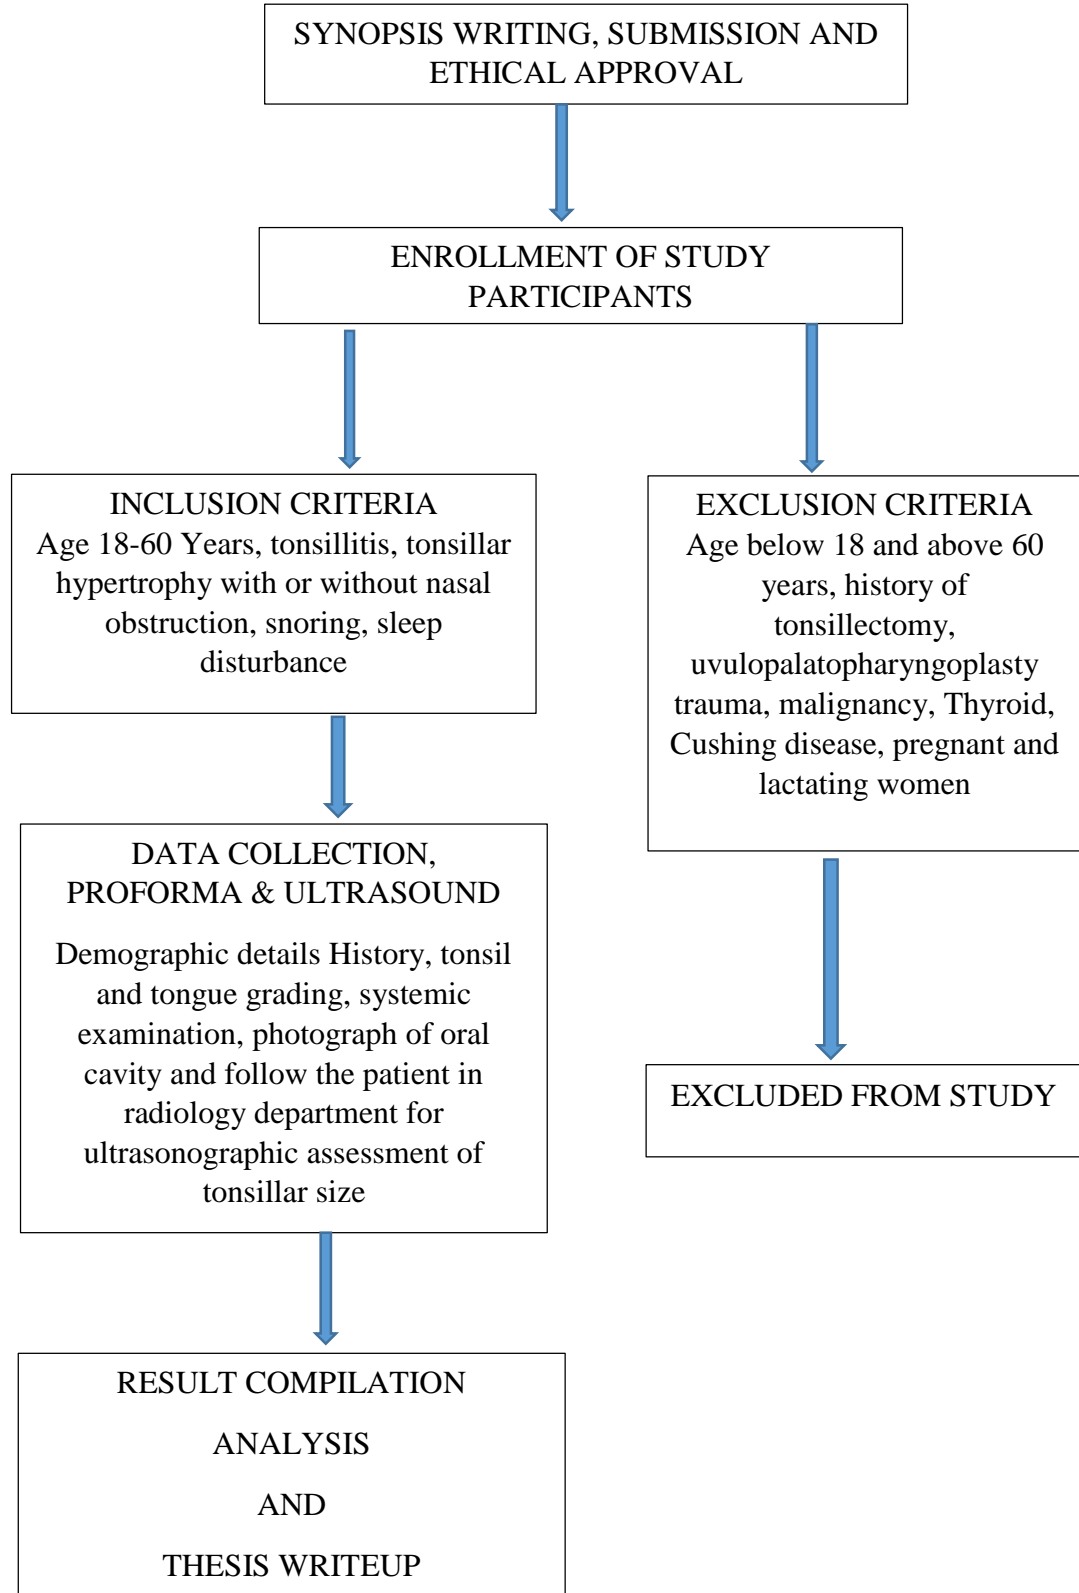 SYNOPSIS WRITING, SUBMISSION AND
ETHICAL APPROVAL
ENROLLMENT OF STUDY
PARTICIPANTS
INCLUSION CRITERIA
Age 18-60 Years, tonsillitis, tonsillar
hypertrophy with or without nasal
obstruction, snoring, sleep
disturbance
EXCLUSION CRITERIA
Age below 18 and above 60
years, history of
tonsillectomy,
uvulopalatopharyngoplasty
trauma, malignancy, Thyroid,
Cushing disease, pregnant and
lactating women
DATA COLLECTION,
PROFORMA & ULTRASOUND
Demographic details History, tonsil
and tongue grading, systemic
examination, photograph of oral
cavity and follow the patient in
radiology department for
ultrasonographic assessment of
tonsillar size
EXCLUDED FROM STUDY
RESULT COMPILATION
ANALYSIS
AND
THESIS WRITEUP